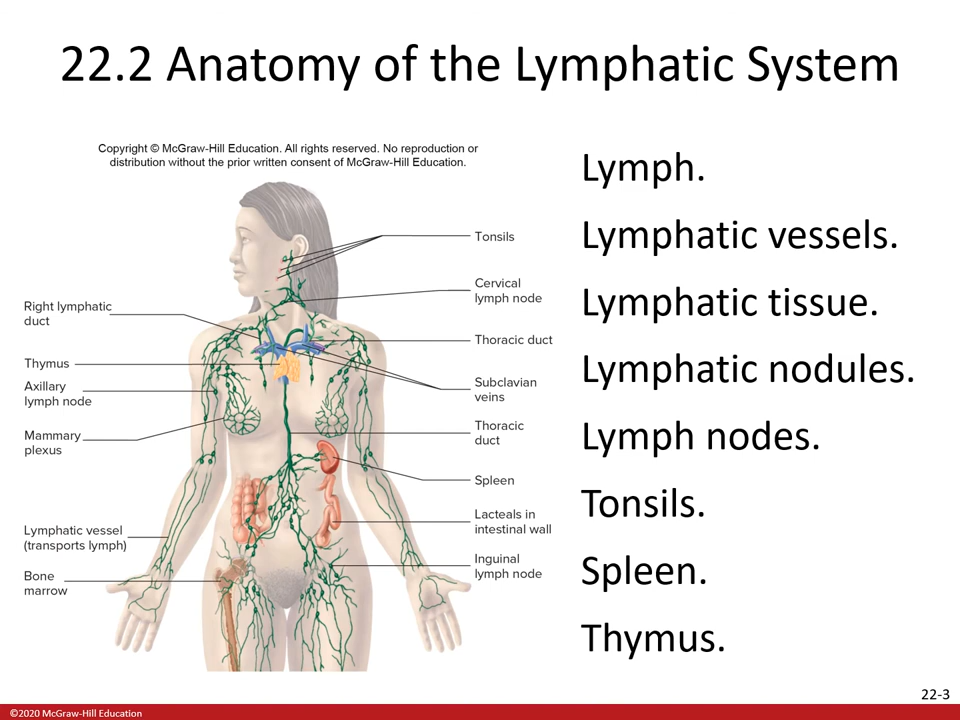 22.2 Anatomy of the Lymphatic System
Copyright © McGraw-Hill Education. All rights reserved. No reproduction or
distribution without the prior written consent of McGraw-Hill Education.
Right lymphatic
duct
Thymus
Axillary
lymph node
Mammary
plexus
Lymphatic vessel
(transports lymph)
Bone
marrow
Tonsils
Cervical
lymph node
Thoracic duct
Subclavian
veins
Thoracic
duct
Spleen
Lacteals in
intestinal wall
Inguinal
lymph node
Lymph.
Lymphatic vessels.
Lymphatic tissue.
Lymphatic nodules.
Lymph nodes.
Tonsils.
Spleen.
Thymus.
22-3
©2020 McGraw-Hill Education